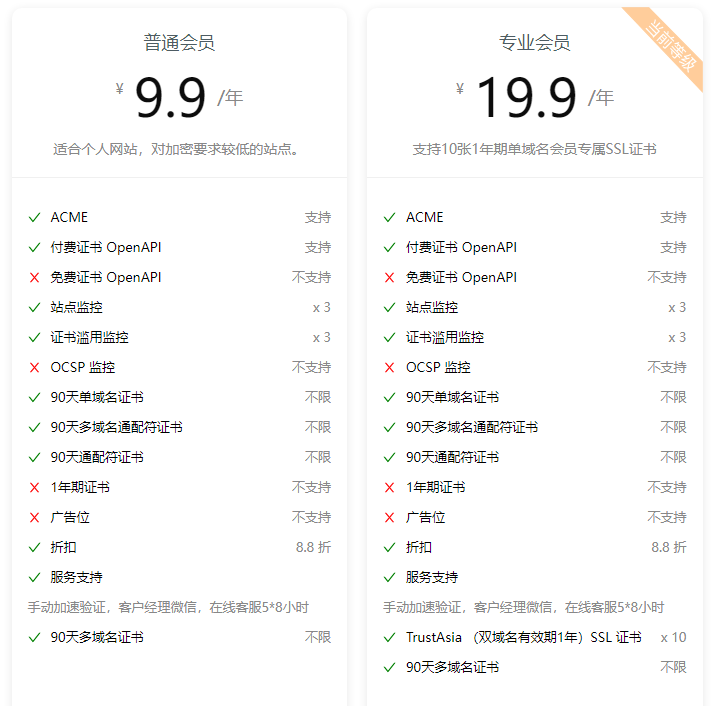 普通会员
¥ 9.9 /年
适合个人网站，对加密要求较低的站点。
ACME 支持
付费证书 OpenAPI 支持
免费证书 OpenAPI 不支持
站点监控 x 3
证书滥用监控 x 3
OCSP 监控 不支持
90天单域名证书 不限
90天多域名通配符证书 不限
90天通配符证书 不限
1年期证书 不支持
广告位 不支持
折扣 8.8 折
服务支持
手动加速验证，客户经理微信，在线客服5*8小时
90天多域名证书 不限
当前等级
专业会员
¥ 19.9 /年
支持10张1年期单域名会员专属SSL证书
ACME 支持
付费证书 OpenAPI 支持
免费证书 OpenAPI 不支持
站点监控 x 3
证书滥用监控 x 3
OCSP 监控 不支持
90天单域名证书 不限
90天多域名通配符证书 不限
90天通配符证书 不限
1年期证书 不支持
广告位 不支持
折扣 8.8 折
服务支持
手动加速验证，客户经理微信，在线客服5*8小时
TrustAsia （双域名有效期1年）SSL 证书 x 10
90天多域名证书 不限